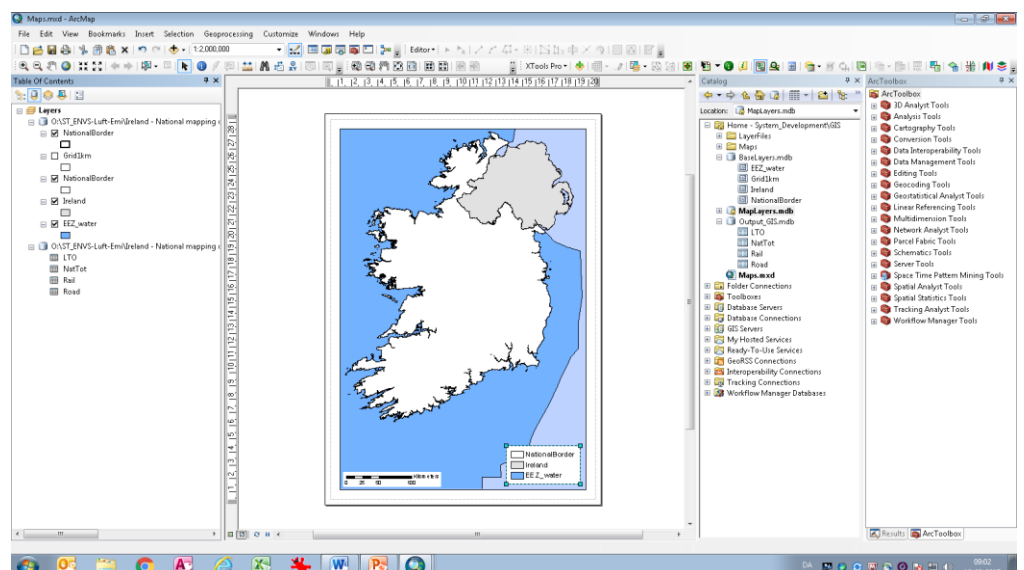 Maps.mxd - ArcMap
File Edit View Bookmarks Insert Selection Geoprocessing Customize Windows Help
1:2,000,000
Editor
XTools Pro
Table Of Contents
Layers
O:\ST_ENVS-Luft-Emi\Ireland - National mapping
NationalBorder
Grid1km
NationalBorder
Ireland
EEZ_water
O:\ST_ENVS-Luft-Emi\Ireland - National mapping
LTO
NatTot
Rail
Road
NationalBorder
Ireland
EEZ_water
Kilometers
0 25 50 100
Catalog
Location: MapLayers.mdb
Home - System_Development\GIS
LayerFiles
Maps
BaseLayers.mdb
EEZ_water
Grid1km
Ireland
NationalBorder
MapLayers.mdb
Output_GIS.mdb
LTO
NatTot
Rail
Road
Maps.mxd
Folder Connections
Toolboxes
Database Servers
Database Connections
GIS Servers
My Hosted Services
Ready-To-Use Services
GeoRSS Connections
Interoperability Connections
Tracking Connections
Workflow Manager Databases
ArcToolbox
ArcToolbox
3D Analyst Tools
Analysis Tools
Cartography Tools
Conversion Tools
Data Interoperability Tools
Data Management Tools
Editing Tools
Geocoding Tools
Geostatistical Analyst Tools
Linear Referencing Tools
Multidimension Tools
Network Analyst Tools
Parcel Fabric Tools
Schematics Tools
Server Tools
Space Time Pattern Mining Tools
Spatial Analyst Tools
Spatial Statistics Tools
Tracking Analyst Tools
Workflow Manager Tools
Results ArcToolbox
DA
09:02